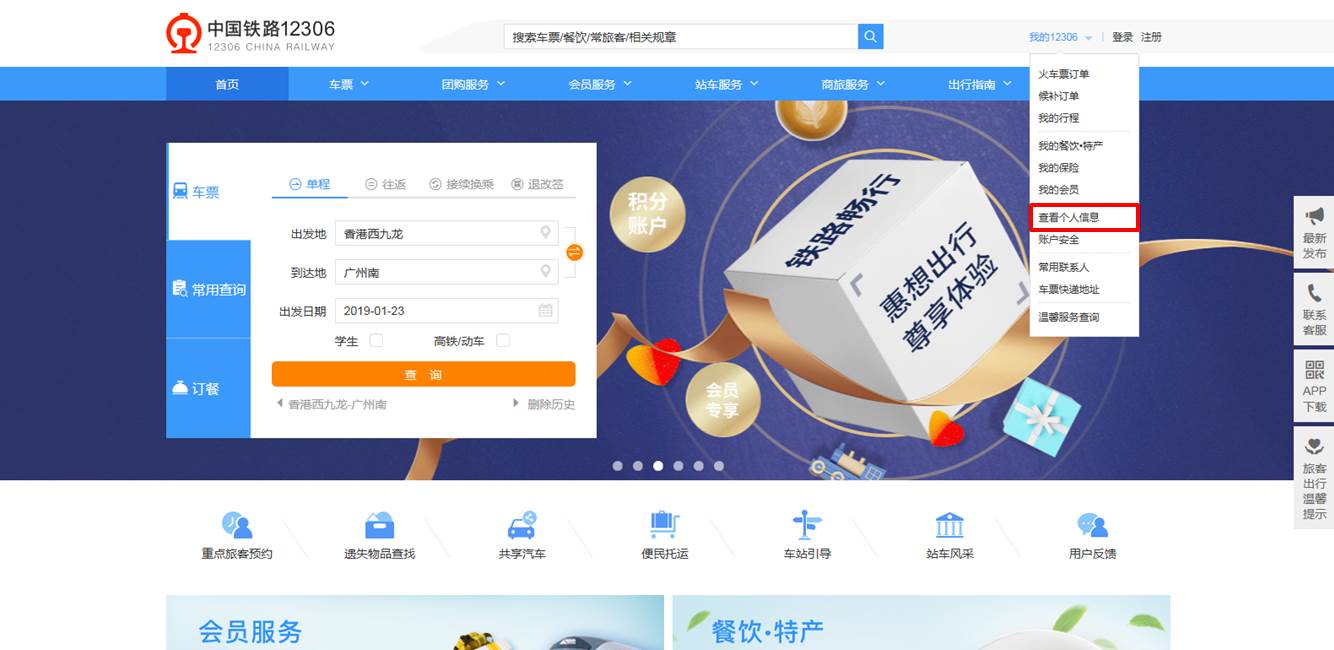 中国铁路12306
12306 CHINA RAILWAY
搜索车票/餐饮/常旅客/相关规章
我的12306
登录 注册
首页
车票
团购服务
会员服务
站车服务
商旅服务
出行指南
火车票订单
候补订单
我的行程
我的餐饮•特产
我的保险
我的会员
查看个人信息
账户安全
常用联系人
车票快递地址
温馨服务查询
车票
常用查询
订餐
单程
往返
接续换乘
退改签
出发地 香港西九龙
到达地 广州南
出发日期 2019-01-23
学生 高铁/动车
查 询
香港西九龙-广州南
删除历史
积分
账户
会员
专享
铁路畅行
惠想出行
尊享体验
最新
发布
联系
客服
APP
下载
旅客
出行
温馨
提示
重点旅客预约
遗失物品查找
共享汽车
便民托运
车站引导
站车风采
用户反馈
会员服务
餐饮•特产